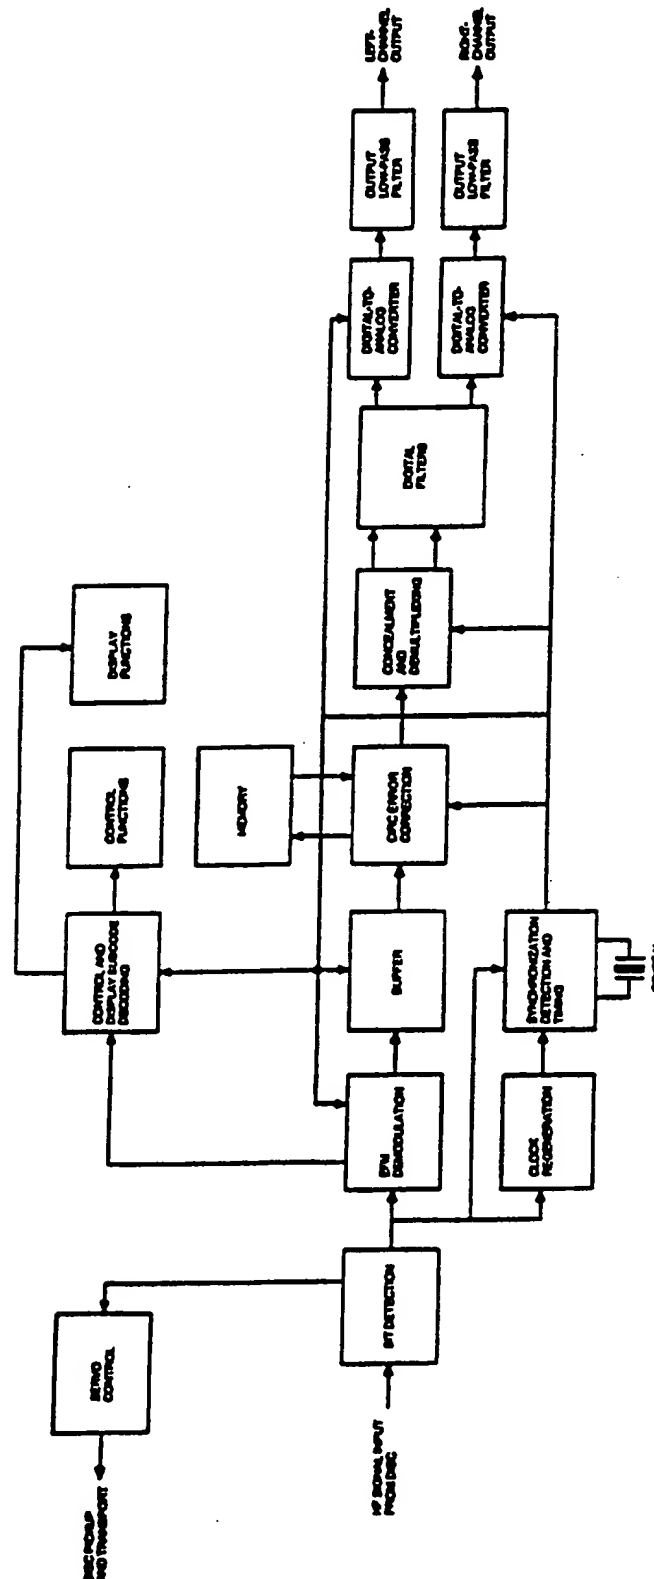 DISC PICKUP
AND TRANSPORT
SERVO
CONTROL
HF SIGNAL INPUT
FROM DISC
BIT DETECTION
EFM
DEMODULATION
CLOCK
RE-GENERATION
CONTROL AND
DISPLAY SUBCODE
DECODING
BUFFER
SYNCHRONIZATION
DETECTION AND
TIMING
CONTROL
FUNCTIONS
DISPLAY
FUNCTIONS
MEMORY
CIRC ERROR
CORRECTION
CONCEALMENT
AND
DEMULTIPLEXING
DIGITAL
FILTERS
DIGITAL-TO-
ANALOG
CONVERTER
DIGITAL-TO-
ANALOG
CONVERTER
OUTPUT
LOW-PASS
FILTER
OUTPUT
LOW-PASS
FILTER
LEFT-
CHANNEL
OUTPUT
RIGHT-
CHANNEL
OUTPUT